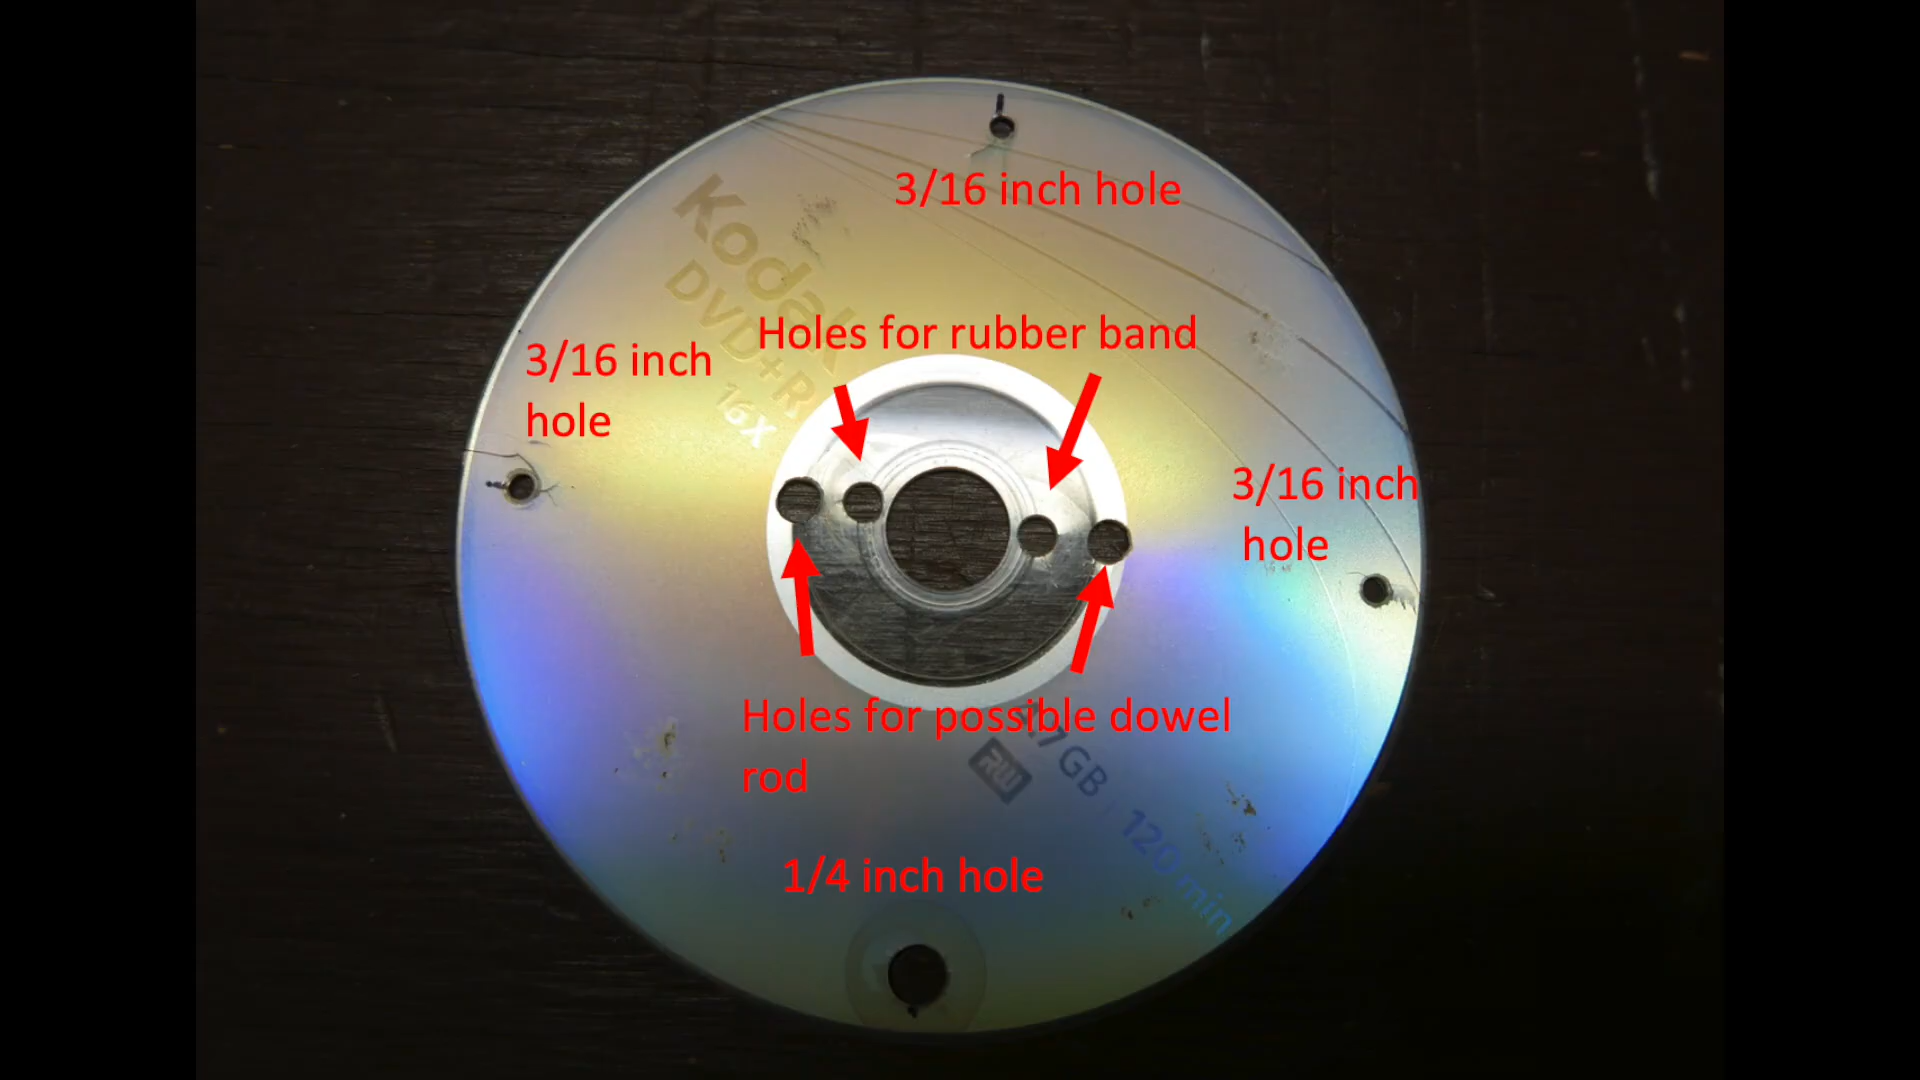 3/16 inch hole
Kodak
DVD+R
16X
Holes for rubber band
3/16 inch
hole
3/16 inch
hole
Holes for possible dowel
rod
RW
GB
120 min
1/4 inch hole